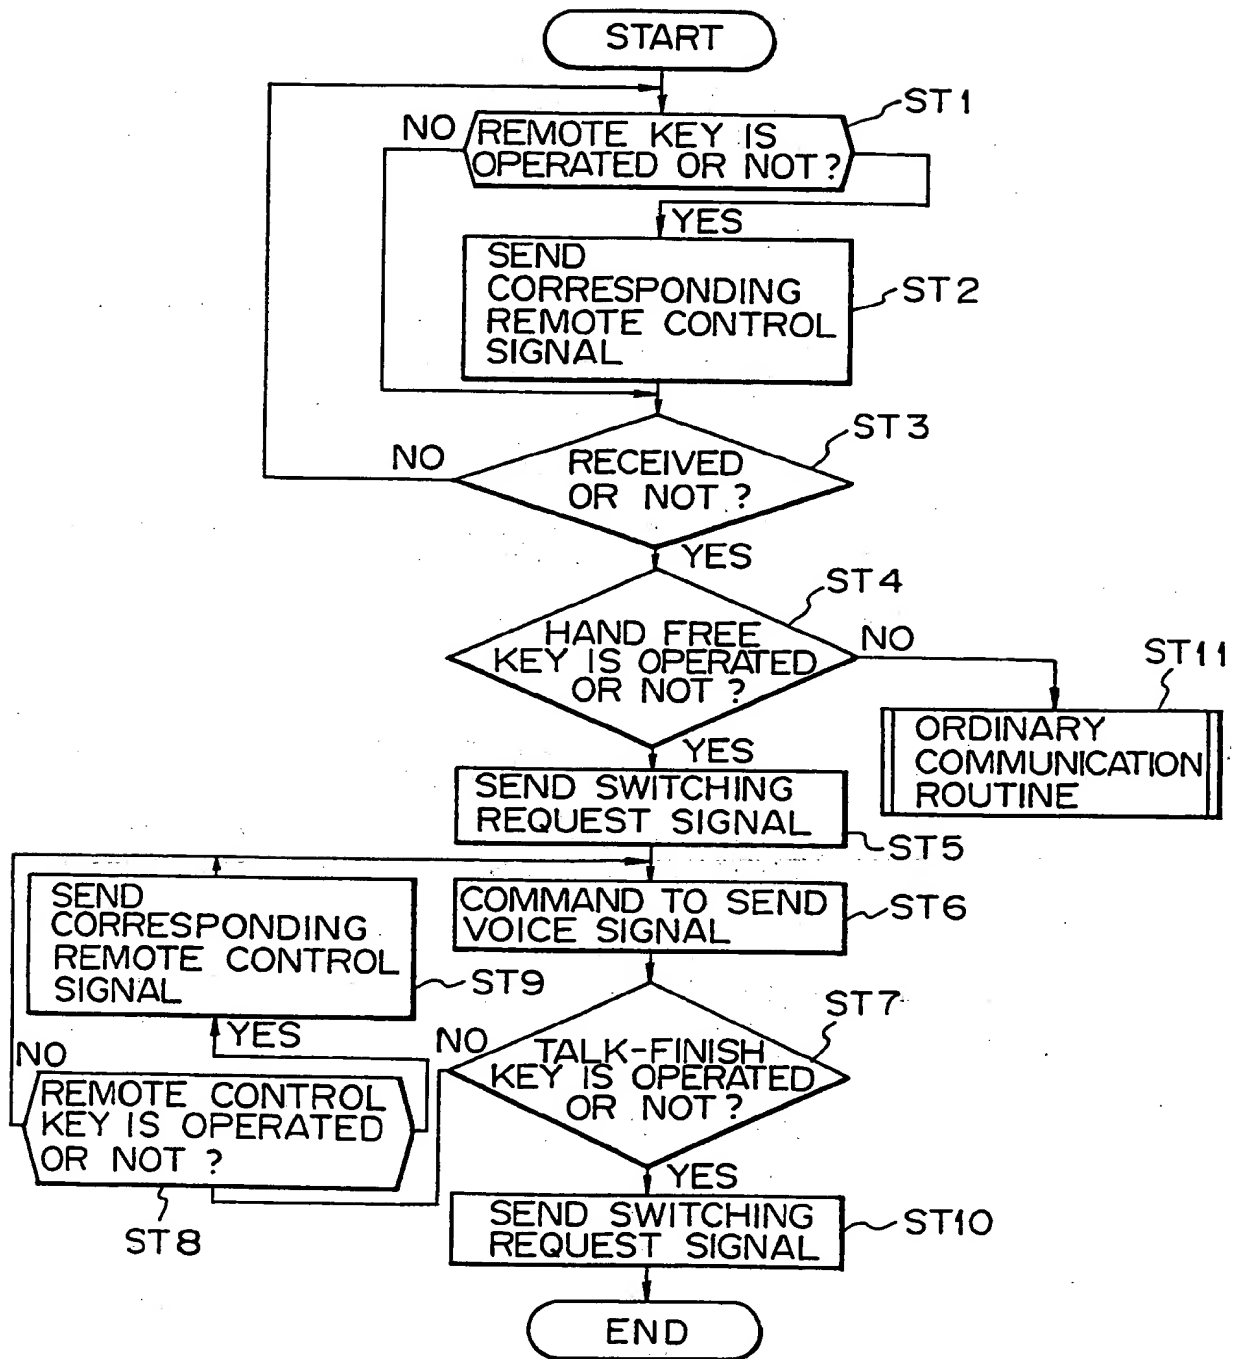 START
ST1
NO
REMOTE KEY IS
OPERATED OR NOT?
YES
SEND
CORRESPONDING
REMOTE CONTROL
SIGNAL
ST2
ST3
NO
RECEIVED
OR NOT?
YES
ST4
HAND FREE
KEY IS OPERATED
OR NOT?
NO
ST11
ORDINARY
COMMUNICATION
ROUTINE
YES
SEND SWITCHING
REQUEST SIGNAL
ST5
SEND
CORRESPONDING
REMOTE CONTROL
SIGNAL
COMMAND TO SEND
VOICE SIGNAL
ST6
ST9
ST7
YES
NO
TALK-FINISH
KEY IS OPERATED
OR NOT?
NO
REMOTE CONTROL
KEY IS OPERATED
OR NOT ?
ST8
YES
SEND SWITCHING
REQUEST SIGNAL
ST10
END